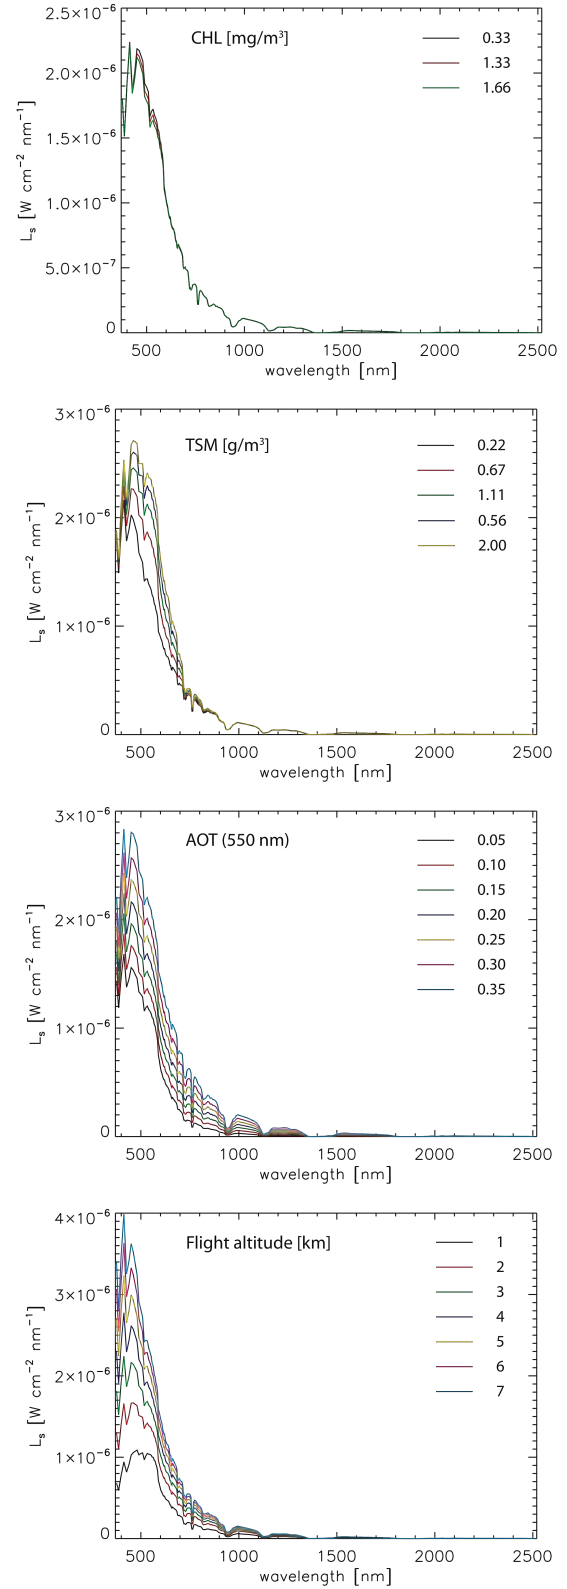 2.5×10⁻⁶
CHL [mg/m³]
0.33
2.0×10⁻⁶
1.33
1.66
1.5×10⁻⁶
1.0×10⁻⁶
5.0×10⁻⁷
0
Lₛ [W cm⁻² nm⁻¹]
500 1000 1500 2000 2500
wavelength [nm]
3×10⁻⁶
TSM [g/m³]
0.22
0.67
1.11
2×10⁻⁶
0.56
2.00
1×10⁻⁶
0
Lₛ [W cm⁻² nm⁻¹]
500 1000 1500 2000 2500
wavelength [nm]
3×10⁻⁶
AOT (550 nm)
0.05
0.10
0.15
2×10⁻⁶
0.20
0.25
0.30
0.35
1×10⁻⁶
0
Lₛ [W cm⁻² nm⁻¹]
500 1000 1500 2000 2500
wavelength [nm]
4×10⁻⁶
Flight altitude [km]
1
2
3
3×10⁻⁶
4
5
6
2×10⁻⁶
7
1×10⁻⁶
0
Lₛ [W cm⁻² nm⁻¹]
500 1000 1500 2000 2500
wavelength [nm]